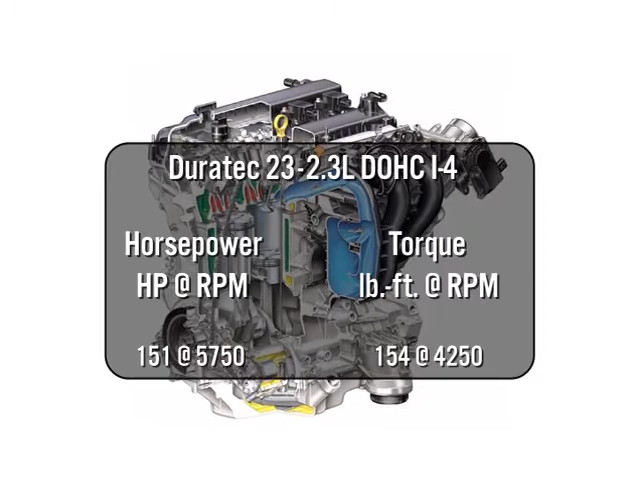 Duratec 23-2.3L DOHC I-4
Horsepower Torque
HP @ RPM lb.-ft. @ RPM
151 @ 5750 154 @ 4250